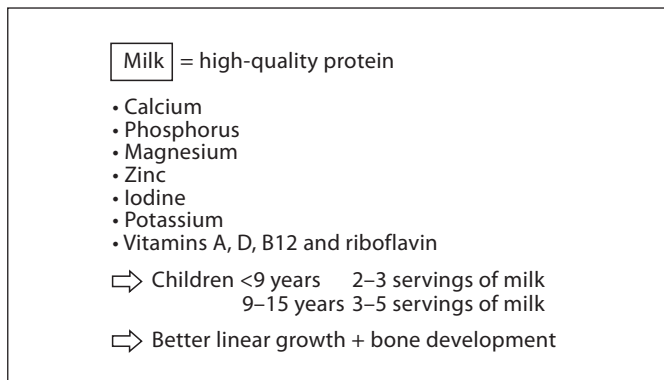 Milk = high-quality protein
• Calcium
• Phosphorus
• Magnesium
• Zinc
• Iodine
• Potassium
• Vitamins A, D, B12 and riboflavin
⇨ Children <9 years 2–3 servings of milk
9–15 years 3–5 servings of milk
⇨ Better linear growth + bone development